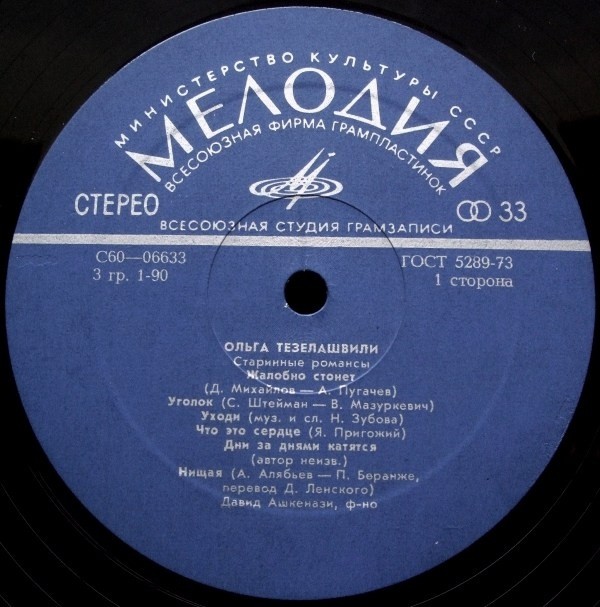 МИНИСТЕРСТВО КУЛЬТУРЫ СССР
МЕЛОДИЯ
ВСЕСОЮЗНАЯ ФИРМА ГРАМПЛАСТИНОК
СТЕРЕО
33
ВСЕСОЮЗНАЯ СТУДИЯ ГРАМЗАПИСИ
С60—06633
ГОСТ 5289-73
3 гр. 1-90
1 сторона
ОЛЬГА ТЕЗЕЛАШВИЛИ
Старинные романсы
Жалобно стонет
(Д. Михайлов — А. Пугачев)
Уголок (С. Штейман — В. Мазуркевич)
Уходи (муз. и сл. Н. Зубова)
Что это сердце (Я. Пригожий)
Дни за днями катятся
(автор неизв.)
Нищая (А. Алябьев — П. Беранже,
перевод Д. Ленского)
Давид Ашкенази, ф-но